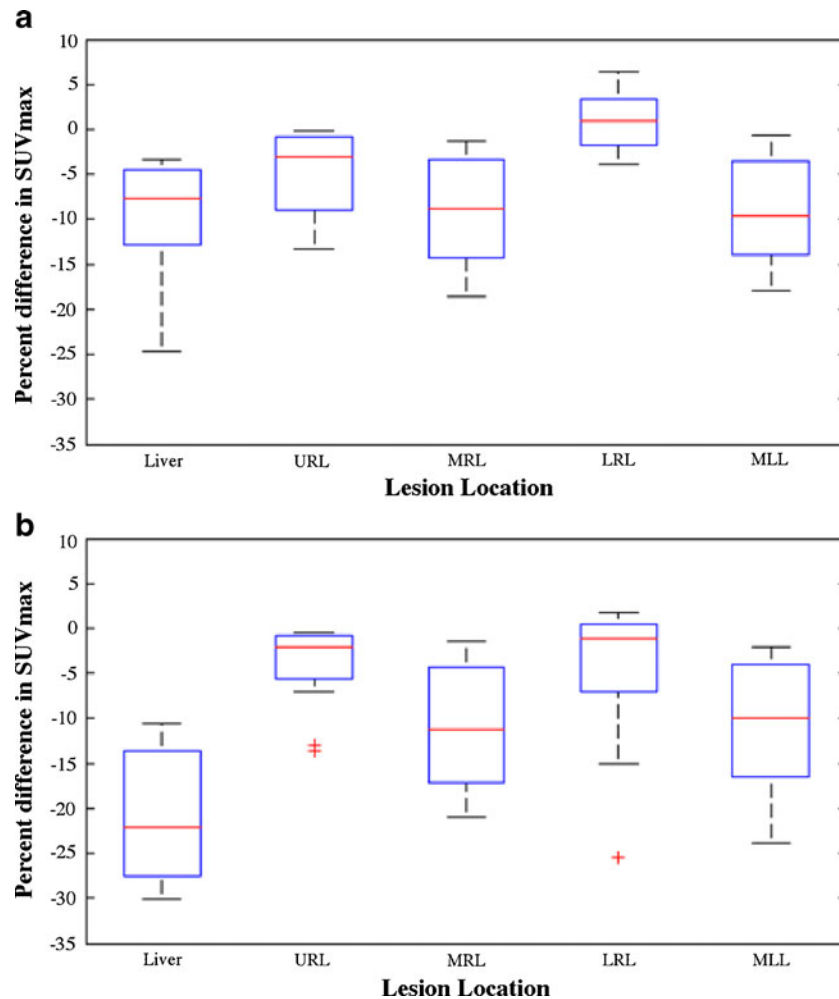 a
Percent difference in SUVmax
10
5
0
-5
-10
-15
-20
-25
-30
-35
Liver URL MRL LRL MLL
Lesion Location
b
Percent difference in SUVmax
10
5
0
-5
-10
-15
-20
-25
-30
-35
Liver URL MRL LRL MLL
Lesion Location